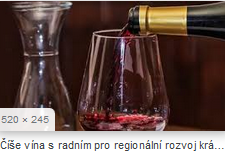 520 × 245
Číše vína s radním pro regionální rozvoj krá...